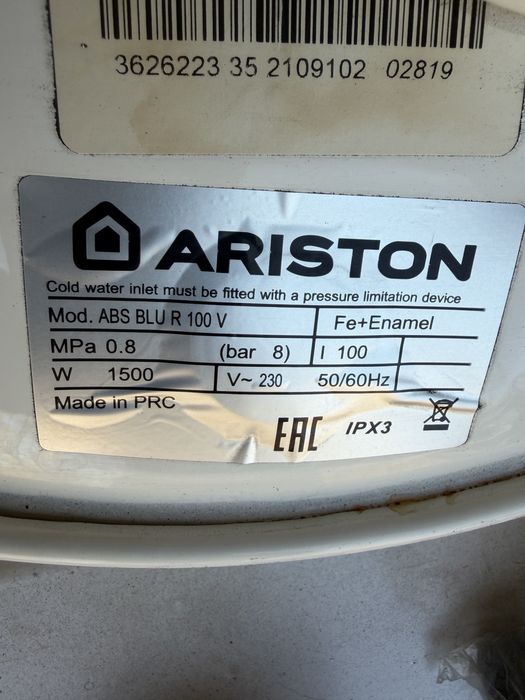 3626223 35 2109102 02819
ARISTON
Cold water inlet must be fitted with a pressure limitation device
Mod. ABS BLU R 100 V Fe+Enamel
MPa 0.8 (bar 8) l 100
W 1500 V~ 230 50/60Hz
Made in PRC
EAC IPX3